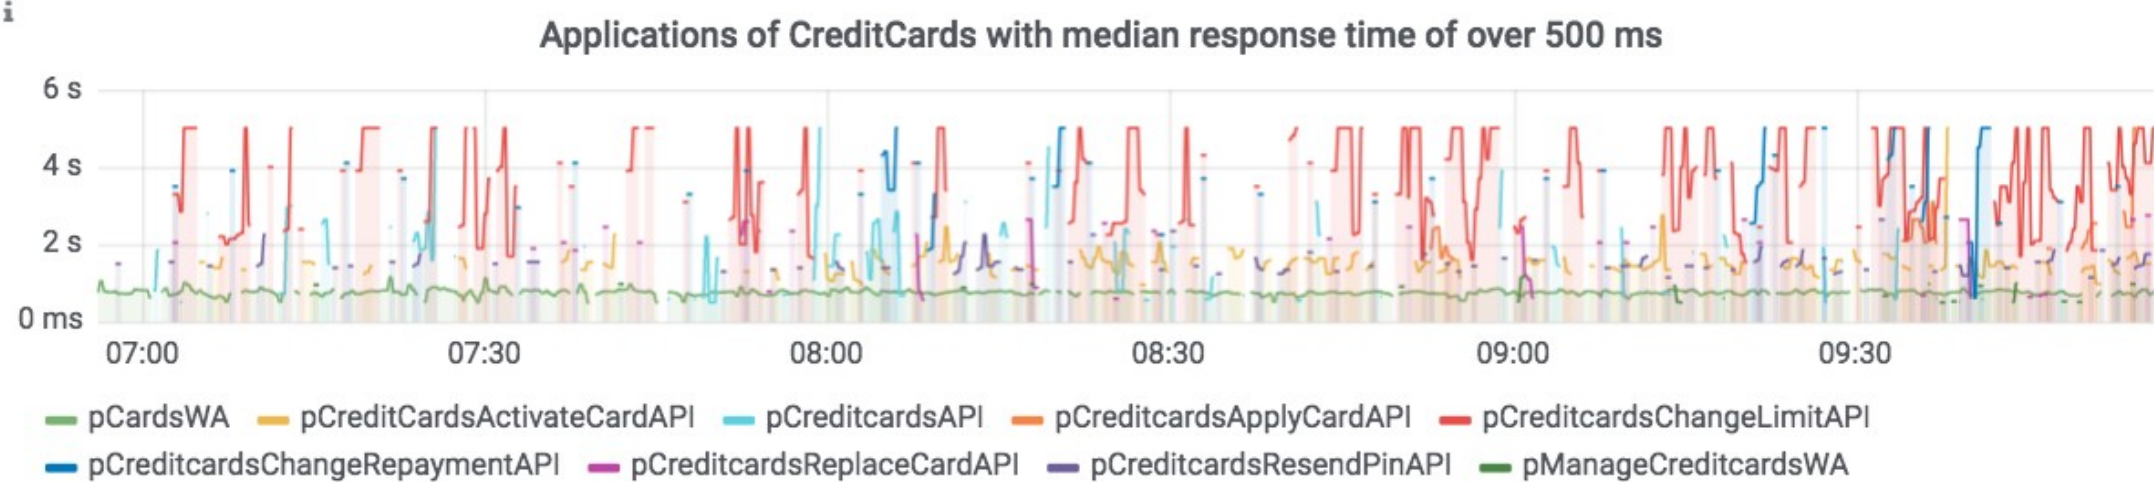 i
Applications of CreditCards with median response time of over 500 ms
6 s
4 s
2 s
0 ms
07:00 07:30 08:00 08:30 09:00 09:30
pCardsWA pCreditCardsActivateCardAPI pCreditcardsAPI pCreditcardsApplyCardAPI pCreditcardsChangeLimitAPI
pCreditcardsChangeRepaymentAPI pCreditcardsReplaceCardAPI pCreditcardsResendPinAPI pManageCreditcardsWA